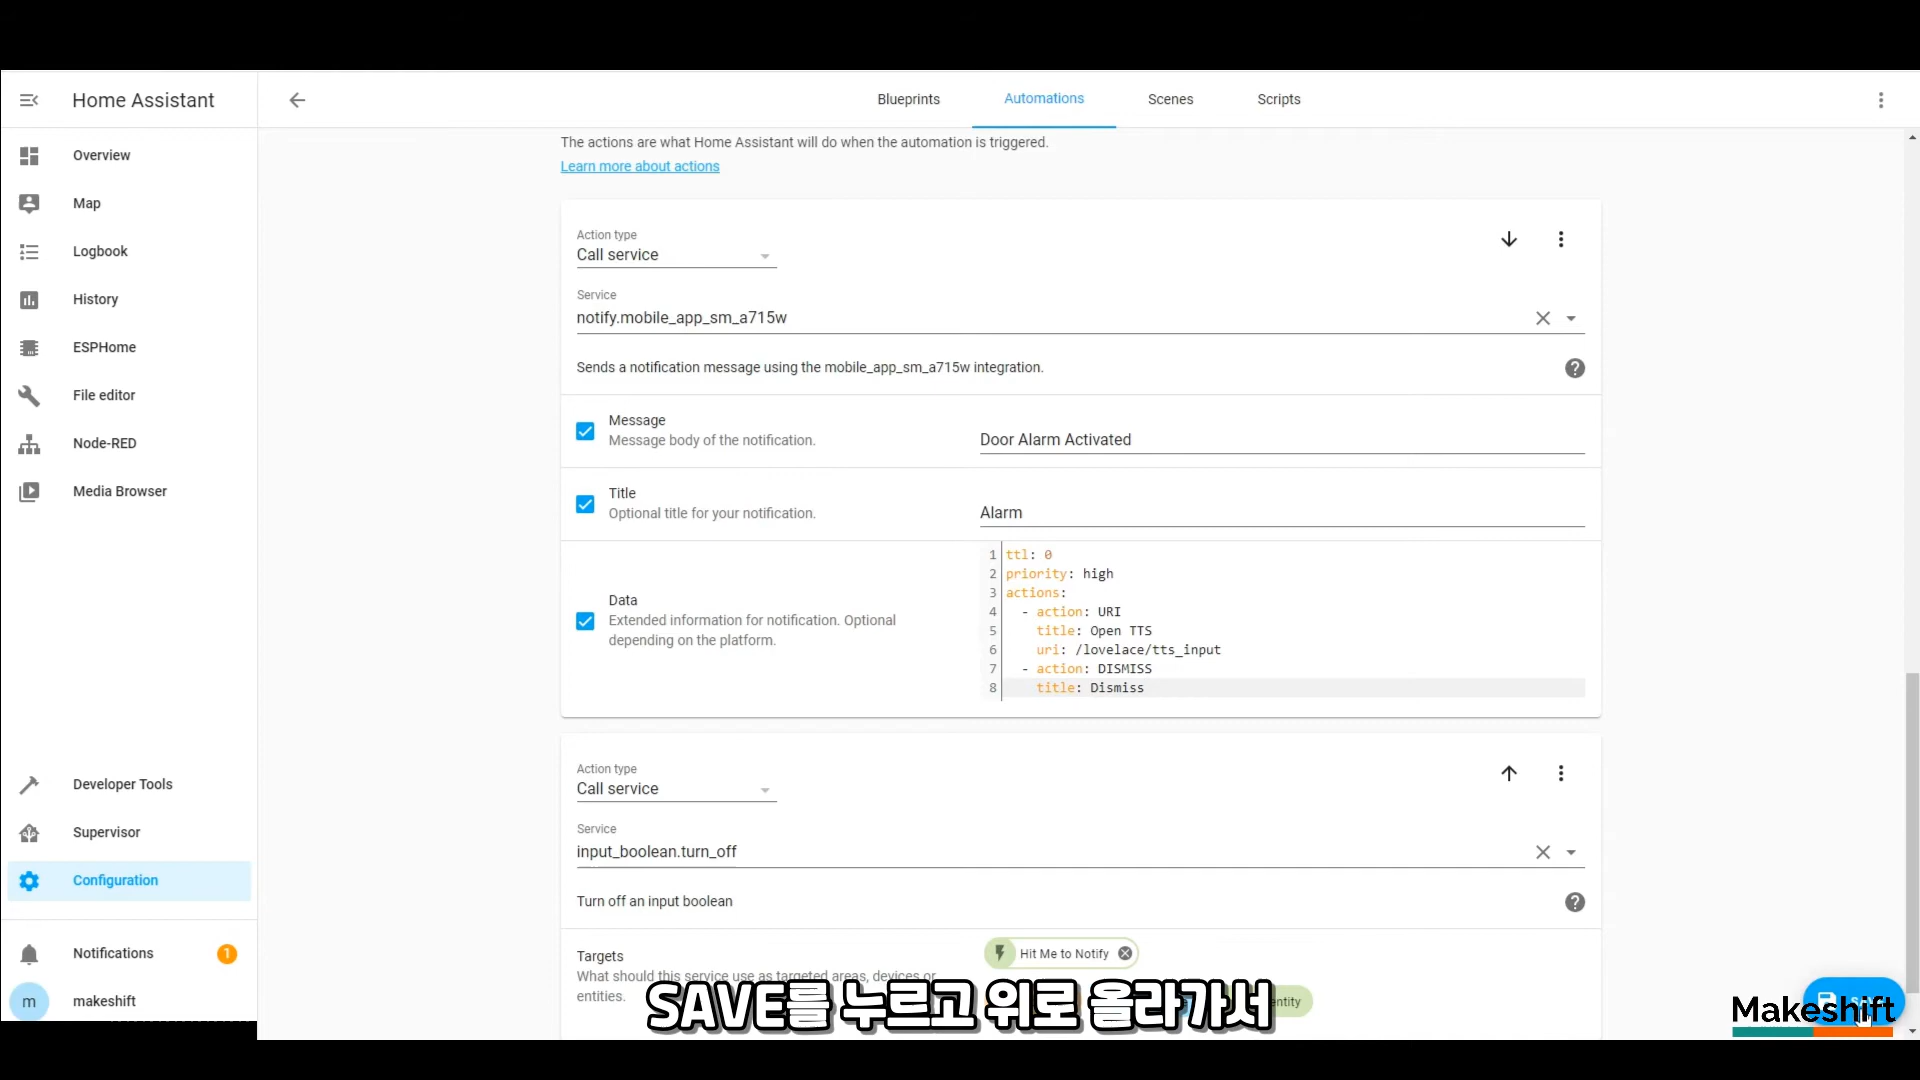 Home Assistant
Blueprints
Automations
Scenes
Scripts
Overview
Map
Logbook
History
ESPHome
File editor
Node-RED
Media Browser
Developer Tools
Supervisor
Configuration
Notifications
1
m
makeshift
The actions are what Home Assistant will do when the automation is triggered.
Learn more about actions
Action type
Call service
Service
notify.mobile_app_sm_a715w
Sends a notification message using the mobile_app_sm_a715w integration.
Message
Message body of the notification.
Door Alarm Activated
Title
Optional title for your notification.
Alarm
Data
Extended information for notification. Optional
depending on the platform.
1 ttl: 0
2 priority: high
3 actions:
4 - action: URI
5 title: Open TTS
6 uri: /lovelace/tts_input
7 - action: DISMISS
8 title: Dismiss
Action type
Call service
Service
input_boolean.turn_off
Turn off an input boolean
Targets
What should this service use as targeted areas, devices or
entities.
Hit Me to Notify
SAVE를 누르고 위로 올라가서
Makeshift